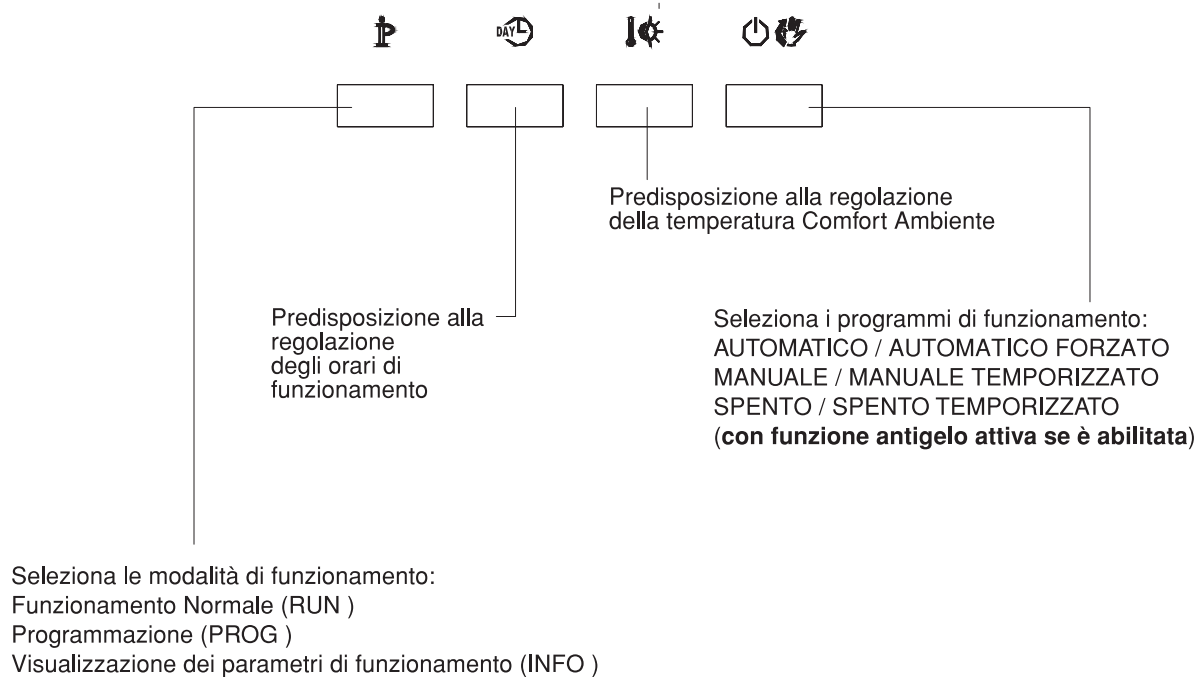 DAY
Predisposizione alla regolazione
della temperatura Comfort Ambiente
Predisposizione alla
regolazione
degli orari di
funzionamento
Seleziona i programmi di funzionamento:
AUTOMATICO / AUTOMATICO FORZATO
MANUALE / MANUALE TEMPORIZZATO
SPENTO / SPENTO TEMPORIZZATO
(con funzione antigelo attiva se è abilitata)
Seleziona le modalità di funzionamento:
Funzionamento Normale (RUN )
Programmazione (PROG )
Visualizzazione dei parametri di funzionamento (INFO )